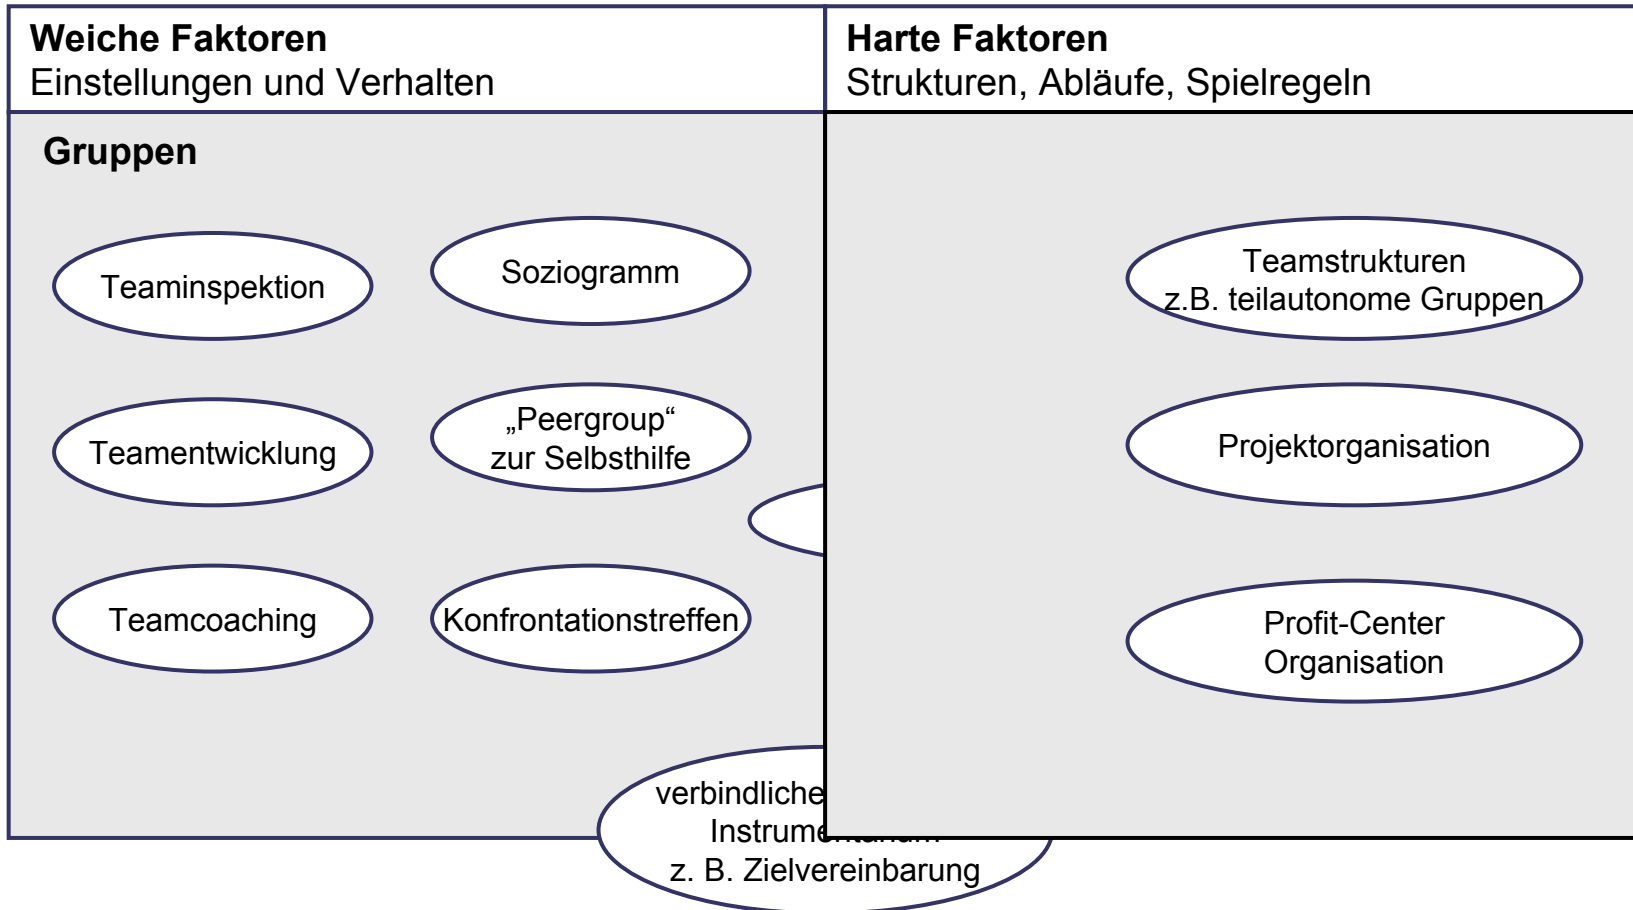 Weiche Faktoren
Einstellungen und Verhalten
Harte Faktoren
Strukturen, Abläufe, Spielregeln
Gruppen
Teaminspektion
Soziogramm
Teamentwicklung
„Peergroup“
zur Selbsthilfe
Teamcoaching
Konfrontationstreffen
Teamstrukturen
z.B. teilautonome Gruppen
Projektorganisation
Profit-Center
Organisation
verbindliche
Instrumentarium
z. B. Zielvereinbarung